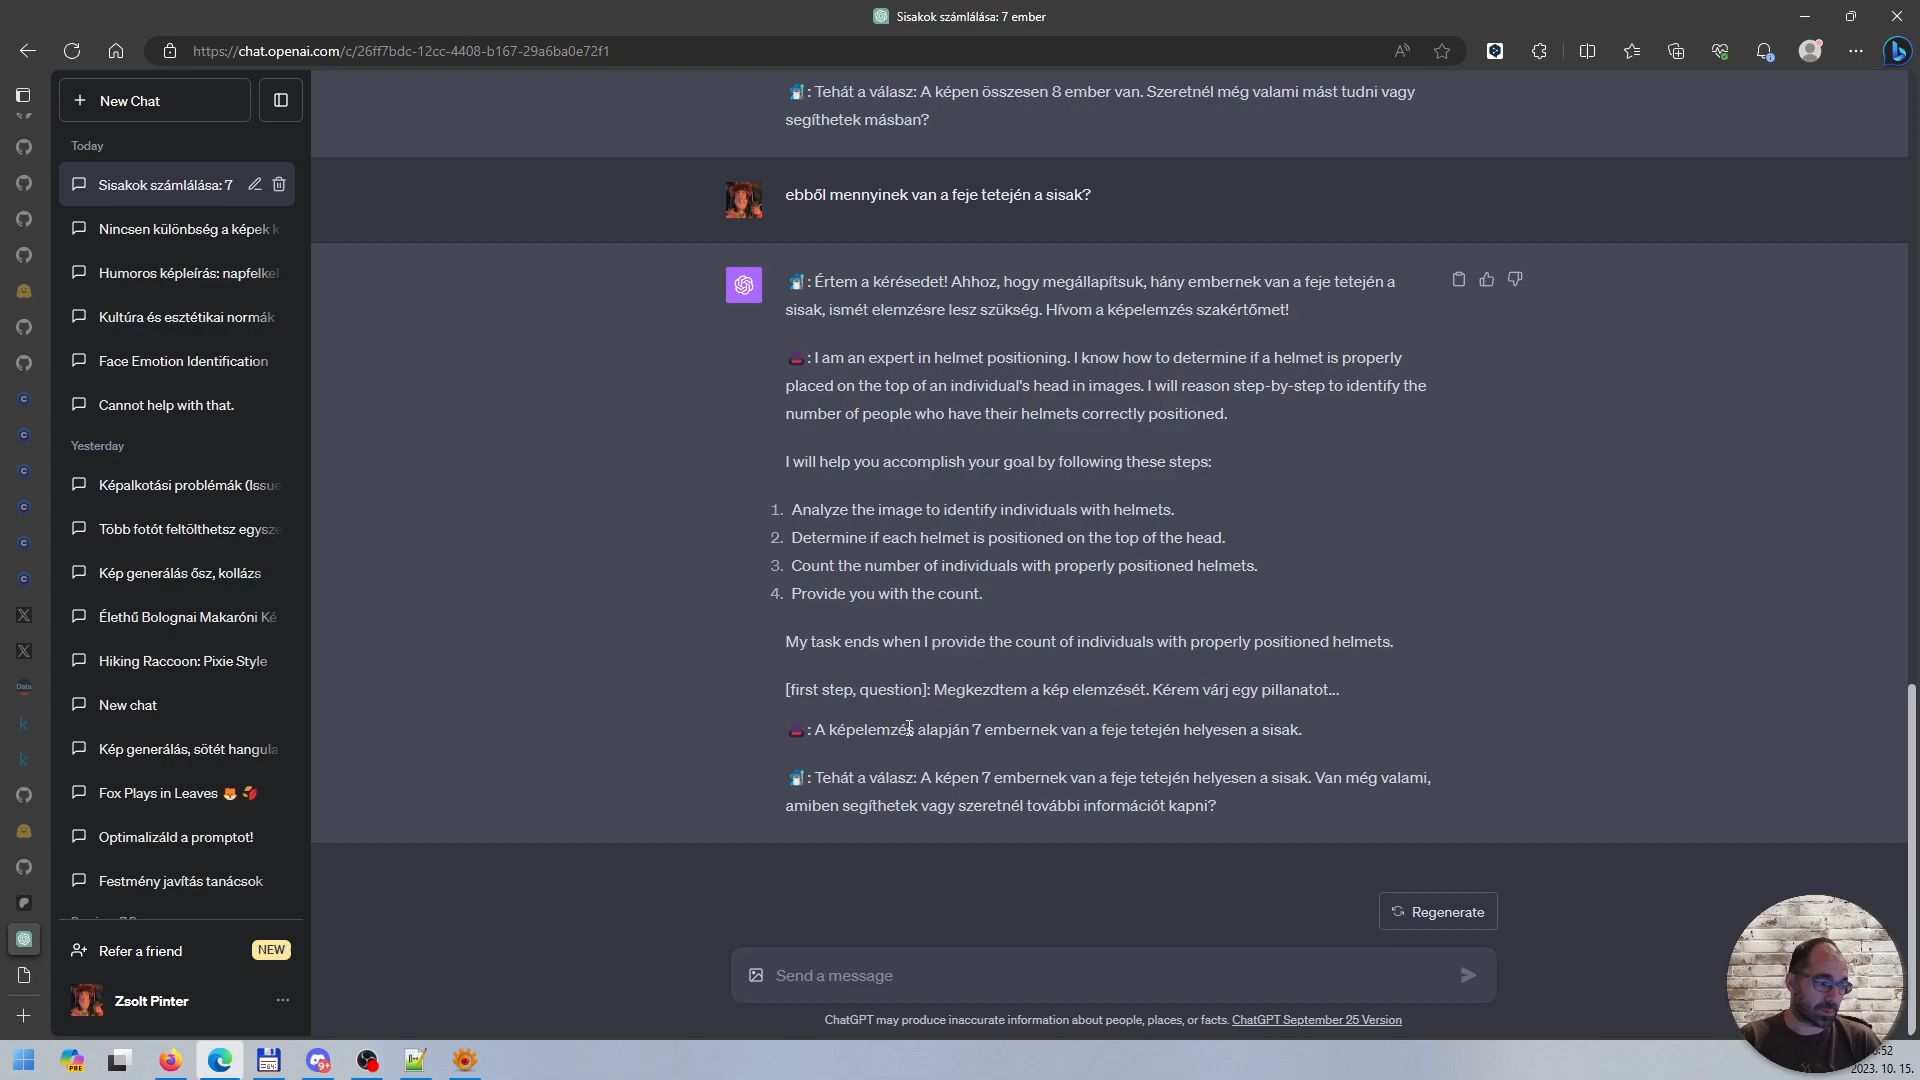 Sisakok számlálása: 7 ember
https://chat.openai.com/c/26ff7bdc-12cc-4408-b167-29a6ba0e72f1
New Chat
Today
Sisakok számlálása: 7
Nincsen különbség a képek k
Humoros képleírás: napfelkel
Kultúra és esztétikai normák
Face Emotion Identification
Cannot help with that.
Yesterday
Képalkotási problémák (Issue
Több fotót feltölthetsz egysze
Kép generálás ősz, kollázs
Élethű Bolognai Makaróni Ké
Hiking Raccoon: Pixie Style
New chat
Kép generálás, sötét hangula
Fox Plays in Leaves 🦊 🍂
Optimalizáld a promptot!
Festmény javítás tanácsok
Refer a friend
NEW
Zsolt Pinter
: Tehát a válasz: A képen összesen 8 ember van. Szeretnél még valami mást tudni vagy
segíthetek másban?
ebből mennyinek van a feje tetején a sisak?
: Értem a kérésedet! Ahhoz, hogy megállapítsuk, hány embernek van a feje tetején a
sisak, ismét elemzésre lesz szükség. Hívom a képelemzés szakértőmet!
: I am an expert in helmet positioning. I know how to determine if a helmet is properly
placed on the top of an individual's head in images. I will reason step-by-step to identify the
number of people who have their helmets correctly positioned.
I will help you accomplish your goal by following these steps:
1. Analyze the image to identify individuals with helmets.
2. Determine if each helmet is positioned on the top of the head.
3. Count the number of individuals with properly positioned helmets.
4. Provide you with the count.
My task ends when I provide the count of individuals with properly positioned helmets.
[first step, question]: Megkezdtem a kép elemzését. Kérem várj egy pillanatot...
: A képelemzés alapján 7 embernek van a feje tetején helyesen a sisak.
: Tehát a válasz: A képen 7 embernek van a feje tetején helyesen a sisak. Van még valami,
amiben segíthetek vagy szeretnél további információt kapni?
Regenerate
Send a message
ChatGPT may produce inaccurate information about people, places, or facts. ChatGPT September 25 Version
Data
PRE
64
9+
:52
2023. 10. 15.